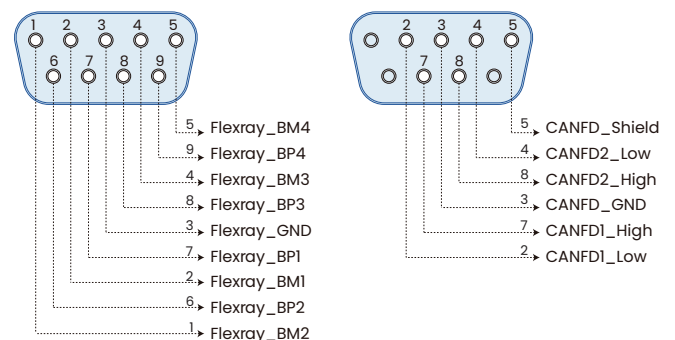 1 2 3 4 5
6 7 8 9
5 Flexray_BM4
9 Flexray_BP4
4 Flexray_BM3
8 Flexray_BP3
3 Flexray_GND
7 Flexray_BP1
2 Flexray_BM1
6 Flexray_BP2
1 Flexray_BM2
2 3 4 5
7 8
5 CANFD_Shield
4 CANFD2_Low
8 CANFD2_High
3 CANFD_GND
7 CANFD1_High
2 CANFD1_Low